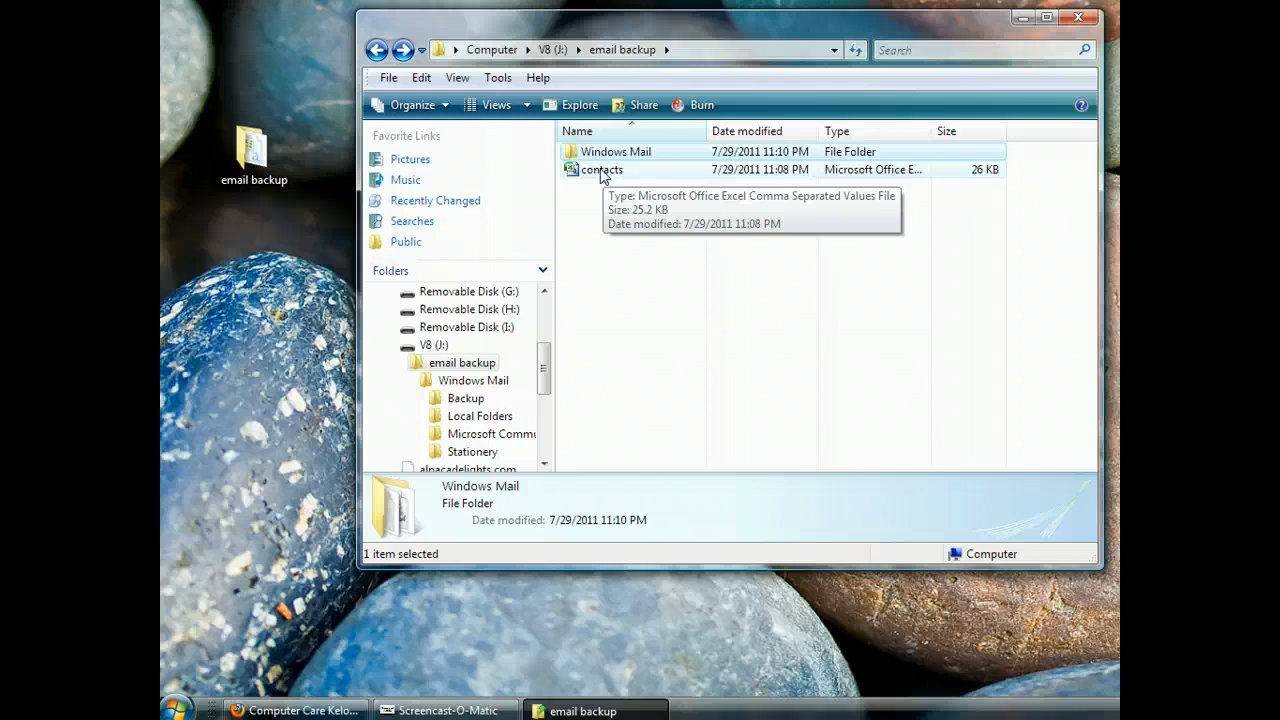 Computer
V8 (J:)
email backup
Search
File
Edit
View
Tools
Help
Organize
Views
Explore
Share
Burn
Favorite Links
Pictures
Music
Recently Changed
Searches
Public
Folders
Removable Disk (G:)
Removable Disk (H:)
Removable Disk (I:)
V8 (J:)
email backup
Windows Mail
Backup
Local Folders
Microsoft Commu
Stationery
alpacadelights.com
Name
Date modified
Type
Size
Windows Mail 7/29/2011 11:10 PM File Folder
contacts 7/29/2011 11:08 PM Microsoft Office E... 26 KB
Type: Microsoft Office Excel Comma Separated Values File
Size: 25.2 KB
Date modified: 7/29/2011 11:08 PM
Windows Mail
File Folder
Date modified: 7/29/2011 11:10 PM
1 item selected
Computer
email backup
Computer Care Kelo...
Screencast-O-Matic
email backup